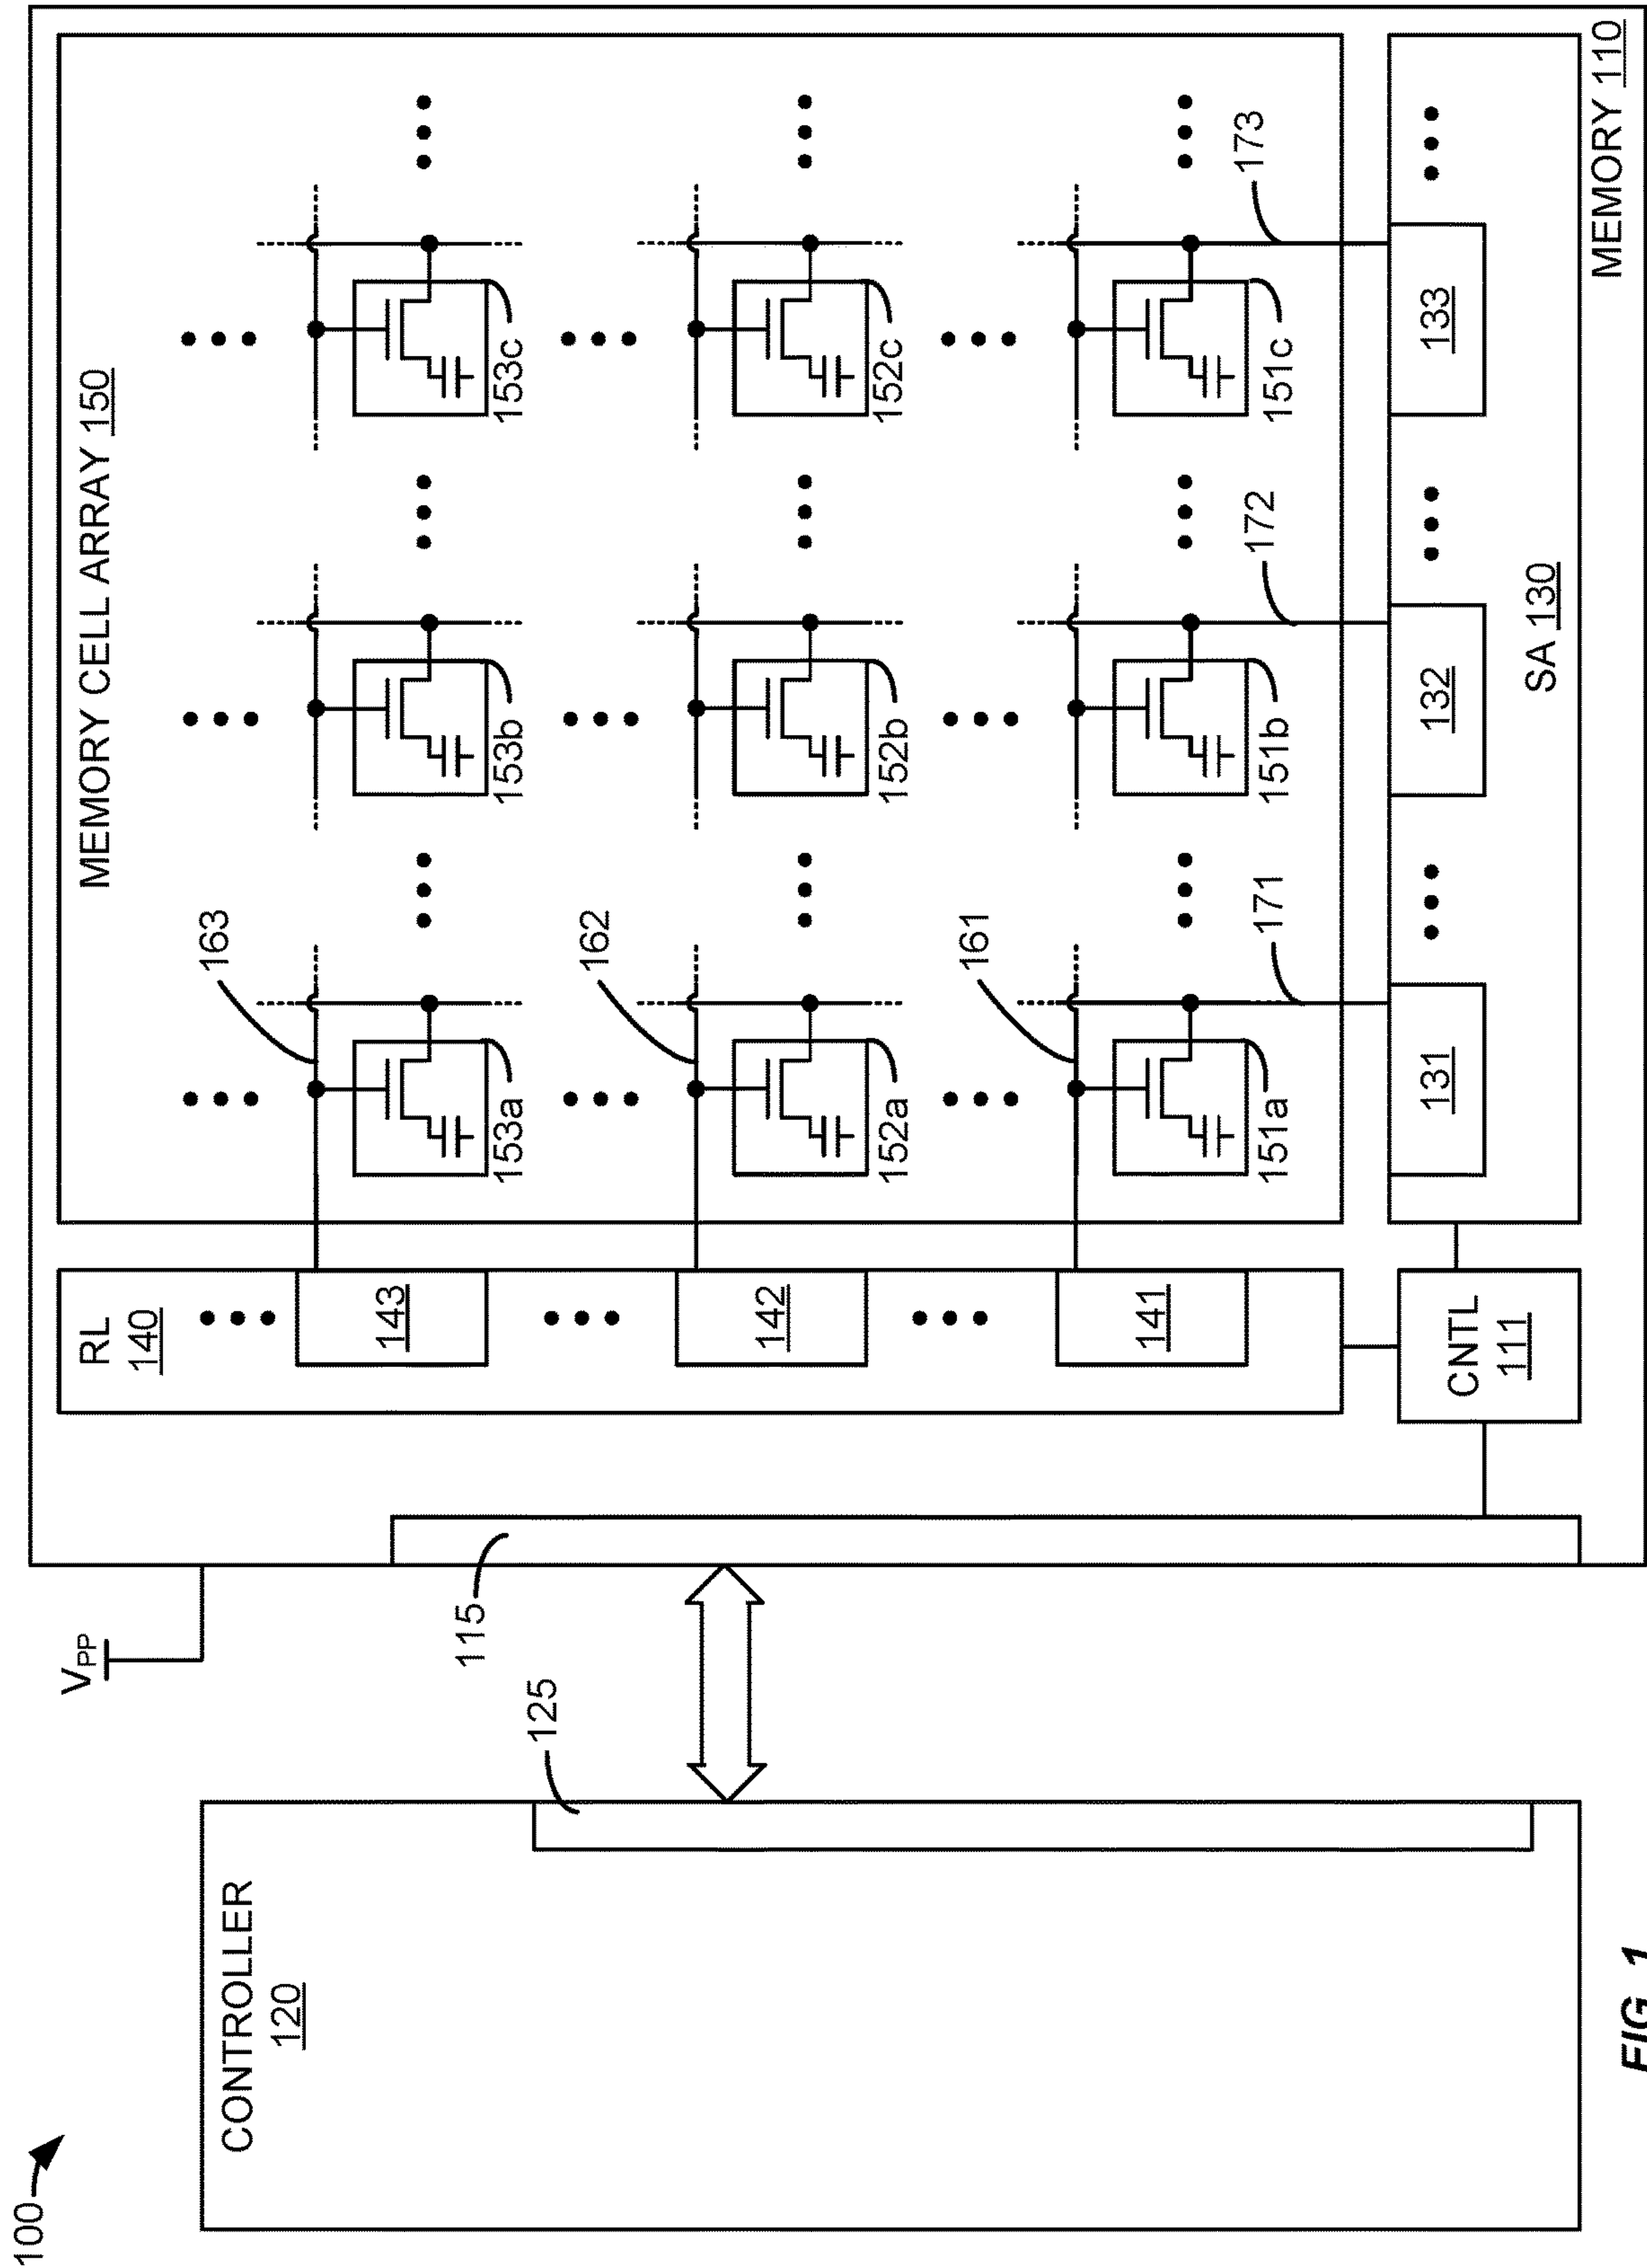 100
CONTROLLER
120
125
115
VPP
MEMORY CELL ARRAY 150
RL
140
143
142
141
163
162
161
153a
153b
153c
152a
152b
152c
151a
151b
151c
171
172
173
CNTL
111
131
132
133
SA 130
MEMORY 110
FIG. 1